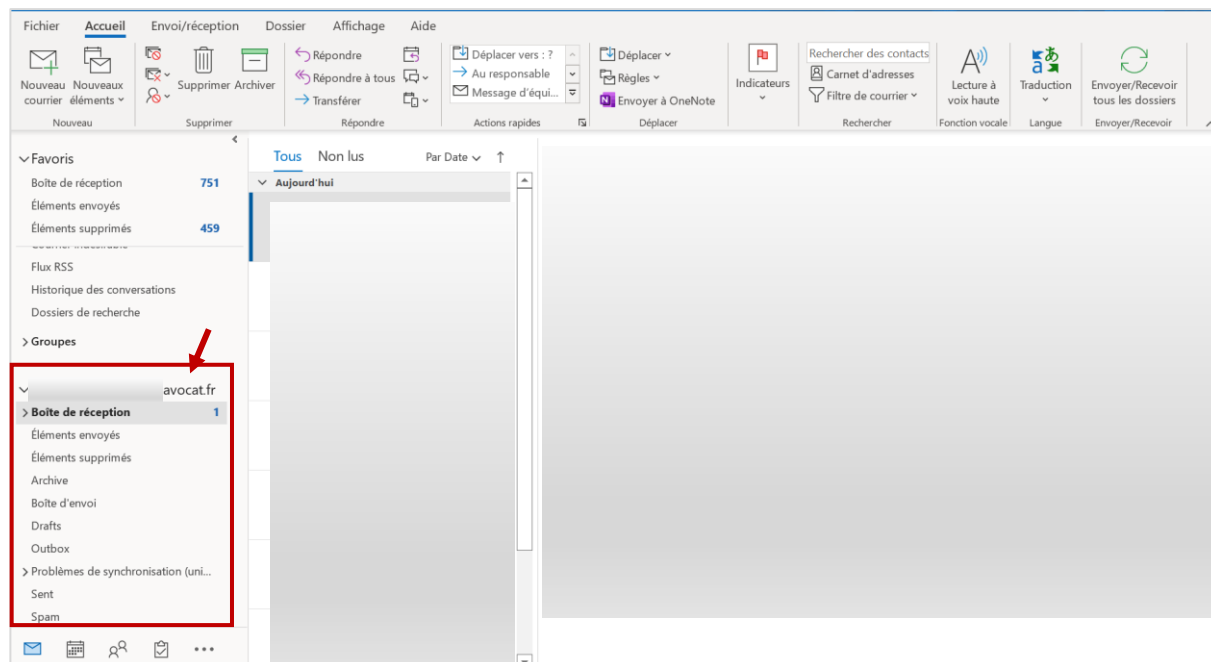 Fichier Accueil Envoi/réception Dossier Affichage Aide
Nouveau courrier
Nouveaux éléments
Supprimer
Archiver
Répondre
Répondre à tous
Transférer
Déplacer vers : ?
Au responsable
Message d'équi...
Déplacer
Règles
Envoyer à OneNote
Indicateurs
Rechercher des contacts
Carnet d'adresses
Filtre de courrier
A
Lecture à voix haute
あ
a
Traduction
Envoyer/Recevoir tous les dossiers
Nouveau Supprimer Répondre Actions rapides Déplacer Rechercher Fonction vocale Langue Envoyer/Recevoir
Favoris
Boîte de réception 751
Éléments envoyés
Éléments supprimés 459
Flux RSS
Historique des conversations
Dossiers de recherche
Groupes
avocat.fr
Boîte de réception 1
Éléments envoyés
Éléments supprimés
Archive
Boîte d'envoi
Drafts
Outbox
Problèmes de synchronisation (uni...
Sent
Spam
Tous Non lus Par Date
Aujourd'hui